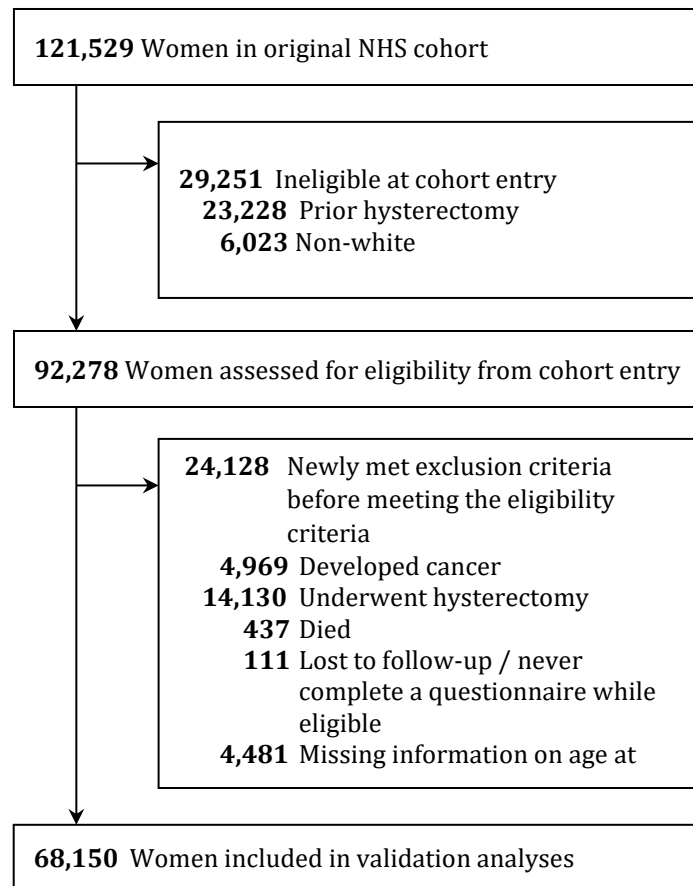 121,529 Women in original NHS cohort
29,251 Ineligible at cohort entry
23,228 Prior hysterectomy
6,023 Non-white
92,278 Women assessed for eligibility from cohort entry
24,128 Newly met exclusion criteria
before meeting the eligibility
criteria
4,969 Developed cancer
14,130 Underwent hysterectomy
437 Died
111 Lost to follow-up / never
complete a questionnaire while
eligible
4,481 Missing information on age at
68,150 Women included in validation analyses